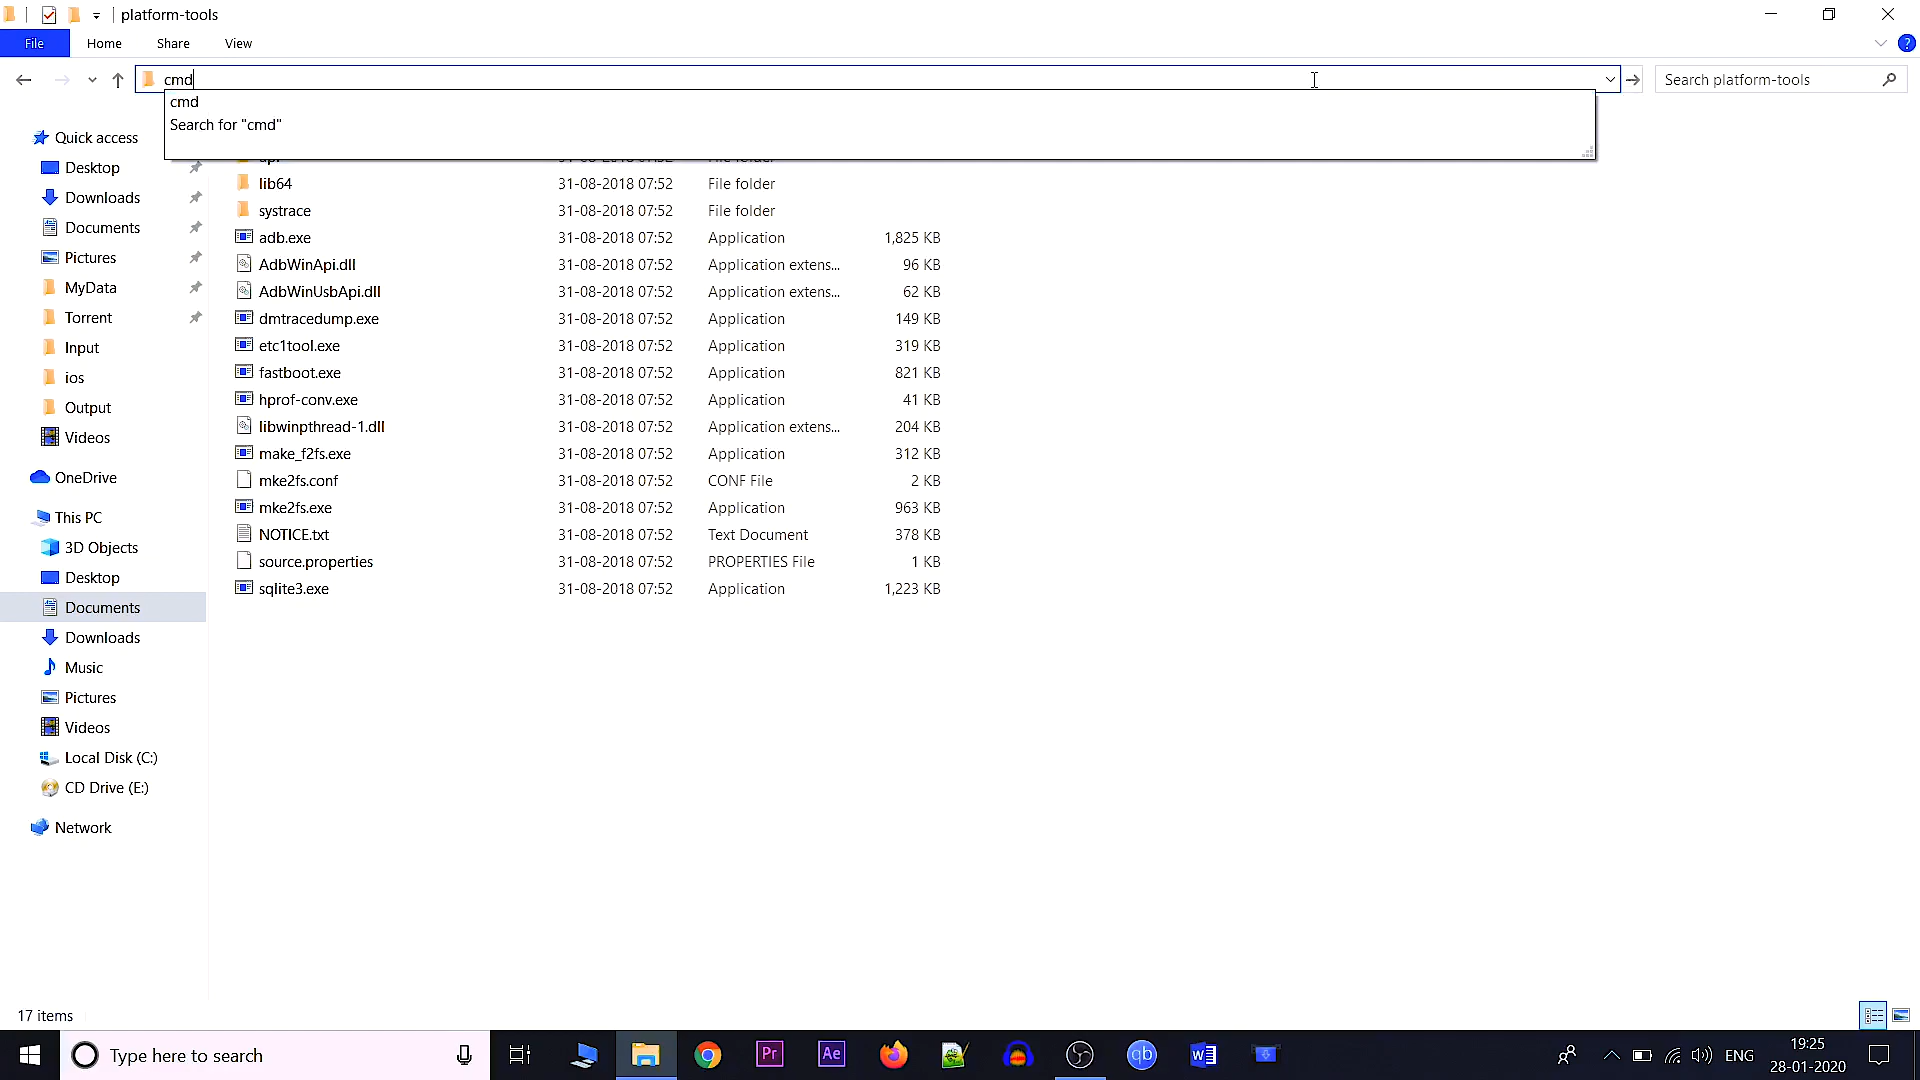 platform-tools
File Home Share View
cmd
Search platform-tools
cmd
Search for "cmd"
Quick access
Desktop
Downloads
Documents
Pictures
MyData
Torrent
Input
ios
Output
Videos
OneDrive
This PC
3D Objects
Desktop
Documents
Downloads
Music
Pictures
Videos
Local Disk (C:)
CD Drive (E:)
Network
lib64 31-08-2018 07:52 File folder
systrace 31-08-2018 07:52 File folder
adb.exe 31-08-2018 07:52 Application 1,825 KB
AdbWinApi.dll 31-08-2018 07:52 Application extens... 96 KB
AdbWinUsbApi.dll 31-08-2018 07:52 Application extens... 62 KB
dmtracedump.exe 31-08-2018 07:52 Application 149 KB
etc1tool.exe 31-08-2018 07:52 Application 319 KB
fastboot.exe 31-08-2018 07:52 Application 821 KB
hprof-conv.exe 31-08-2018 07:52 Application 41 KB
libwinpthread-1.dll 31-08-2018 07:52 Application extens... 204 KB
make_f2fs.exe 31-08-2018 07:52 Application 312 KB
mke2fs.conf 31-08-2018 07:52 CONF File 2 KB
mke2fs.exe 31-08-2018 07:52 Application 963 KB
NOTICE.txt 31-08-2018 07:52 Text Document 378 KB
source.properties 31-08-2018 07:52 PROPERTIES File 1 KB
sqlite3.exe 31-08-2018 07:52 Application 1,223 KB
17 items
Type here to search
Pr
Ae
qb
W
ENG
19:25
28-01-2020